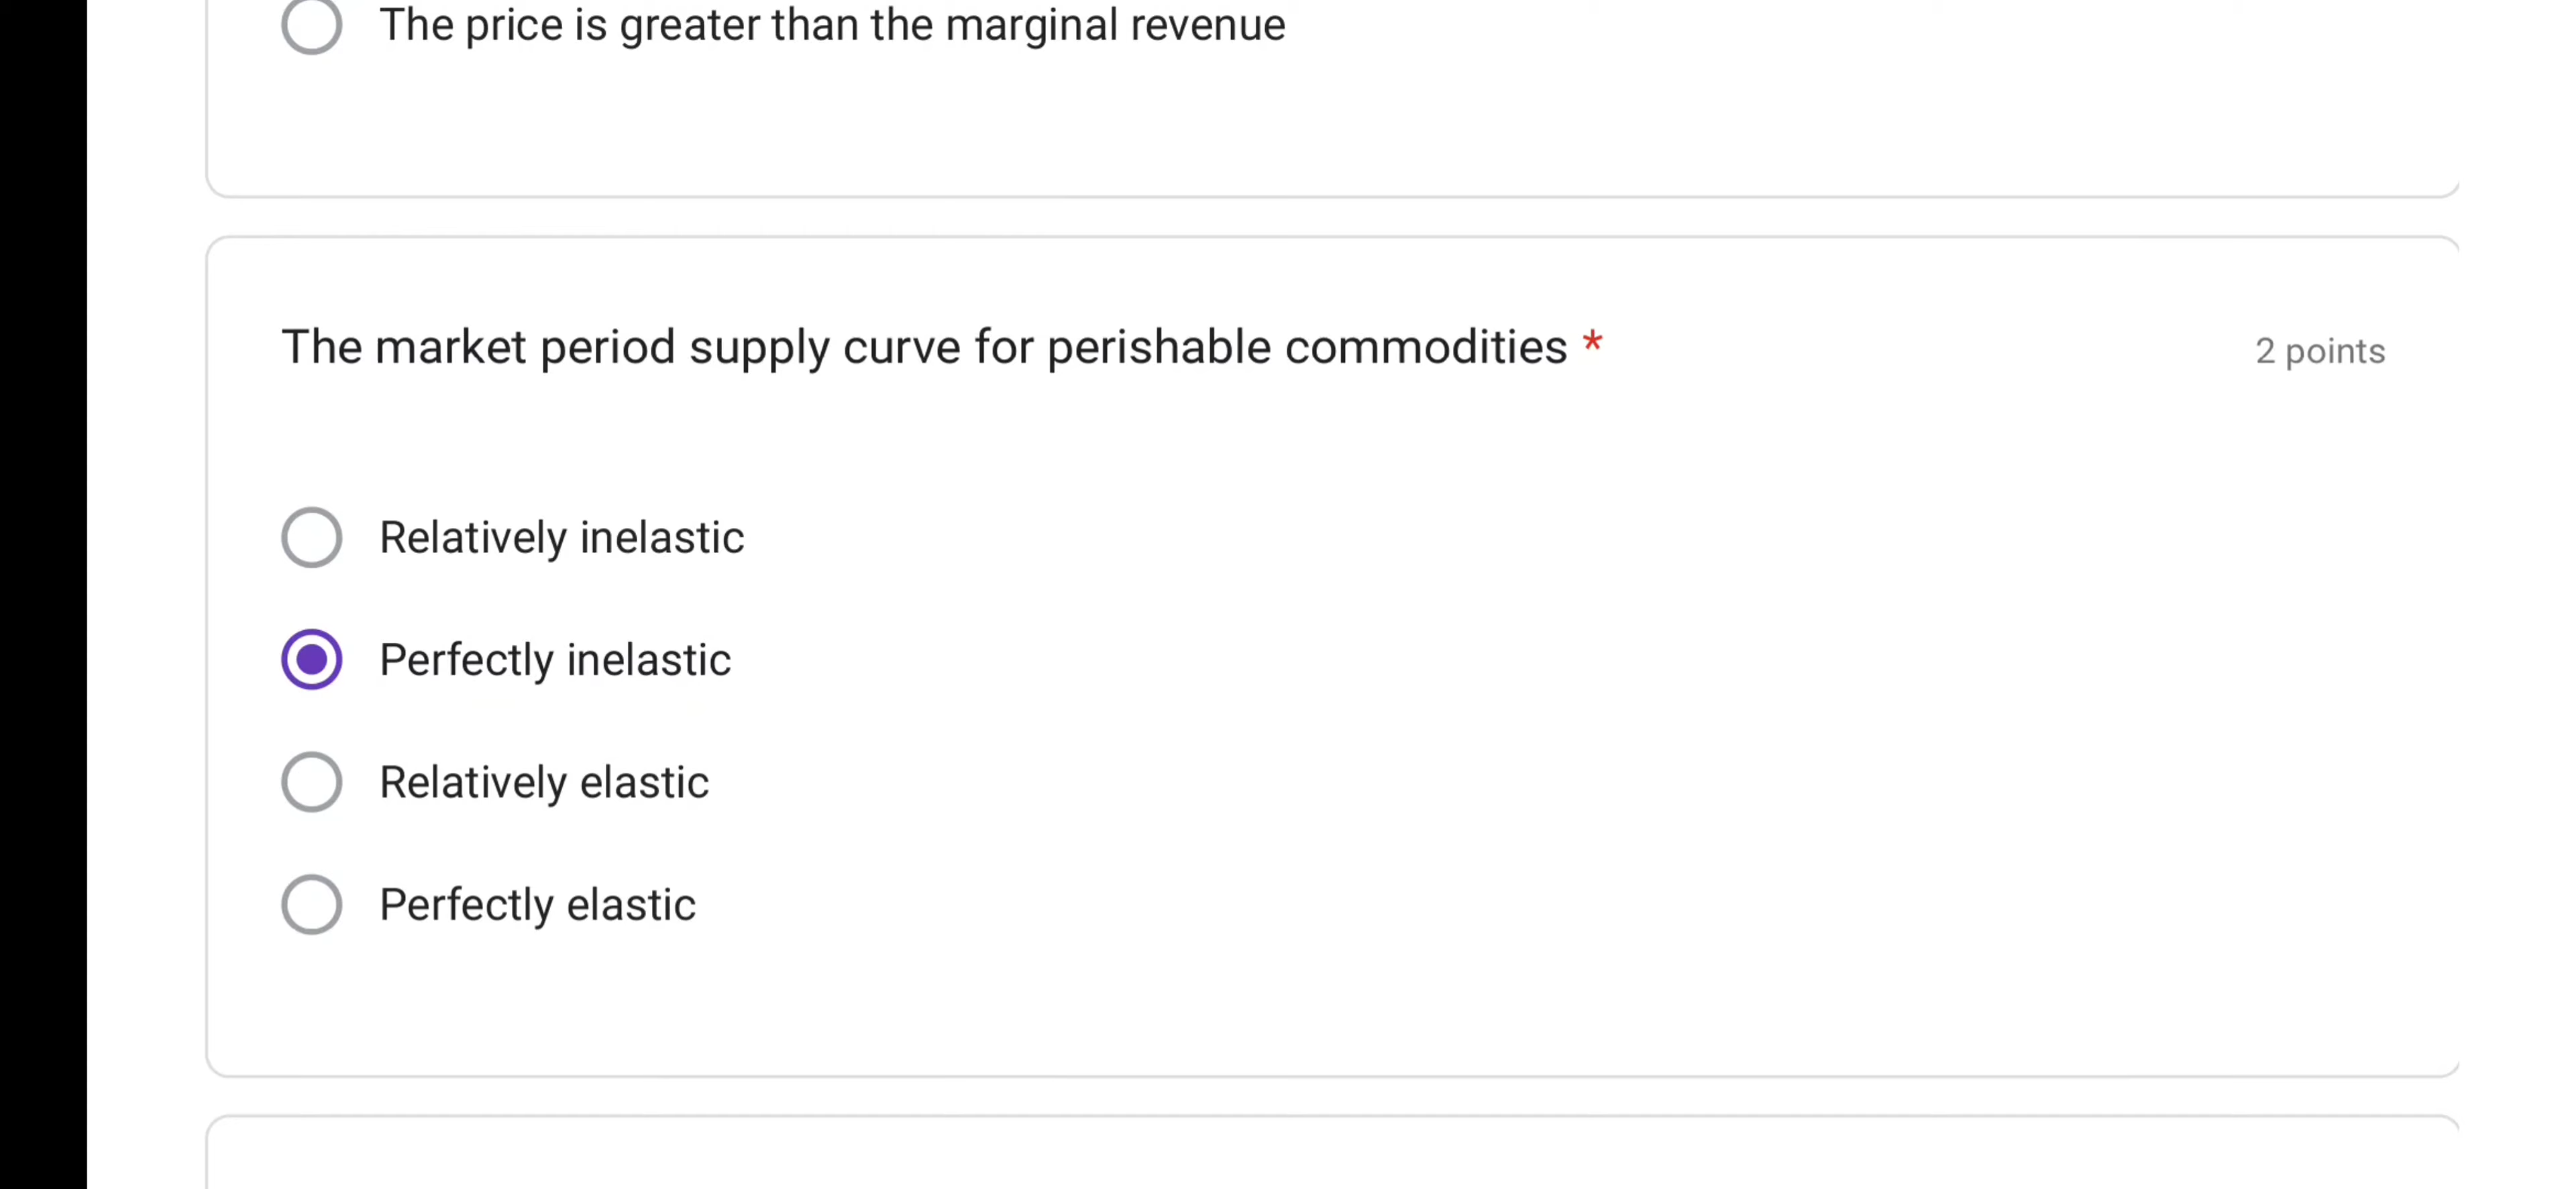 The price is greater than the marginal revenue
The market period supply curve for perishable commodities *
2 points
Relatively inelastic
Perfectly inelastic
Relatively elastic
Perfectly elastic